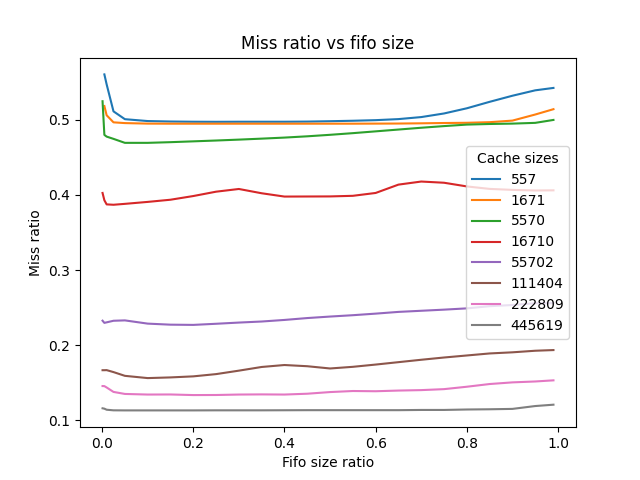 Miss ratio vs fifo size
Miss ratio
0.5
0.4
0.3
0.2
0.1
Cache sizes
557
1671
5570
16710
55702
111404
222809
445619
0.0 0.2 0.4 0.6 0.8 1.0
Fifo size ratio